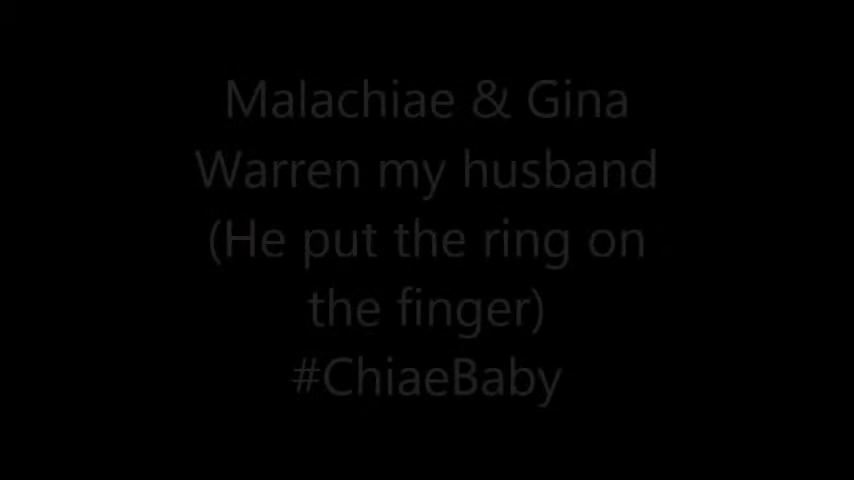 Malachiae & Gina
Warren my husband
(He put the ring on
the finger)
#ChiaeBaby